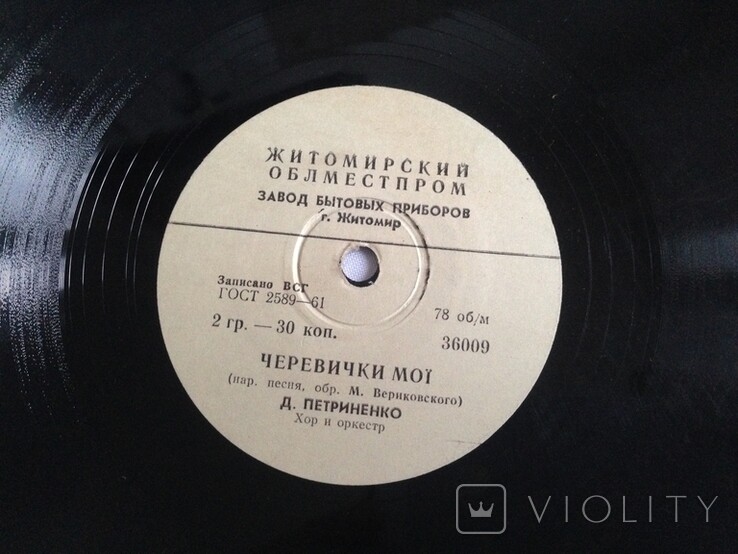 ЖИТОМИРСКИЙ
ОБЛМЕСТПРОМ
ЗАВОД БЫТОВЫХ ПРИБОРОВ
г. Житомир
Записано ВСГ
ГОСТ 2589—61
78 об/м
2 гр. — 30 коп.
36009
ЧЕРЕВИЧКИ МОЇ
(нар. песня, обр. М. Вериковского)
Д. ПЕТРИНЕНКО
Хор и оркестр
VIOLITY